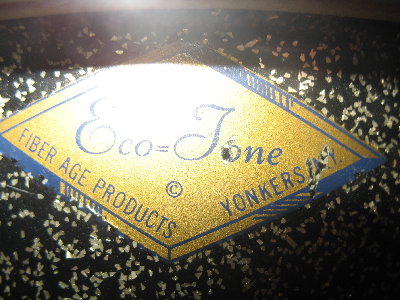 Eco=Tone
©
FIBER AGE PRODUCTS
YONKERS, N.Y.